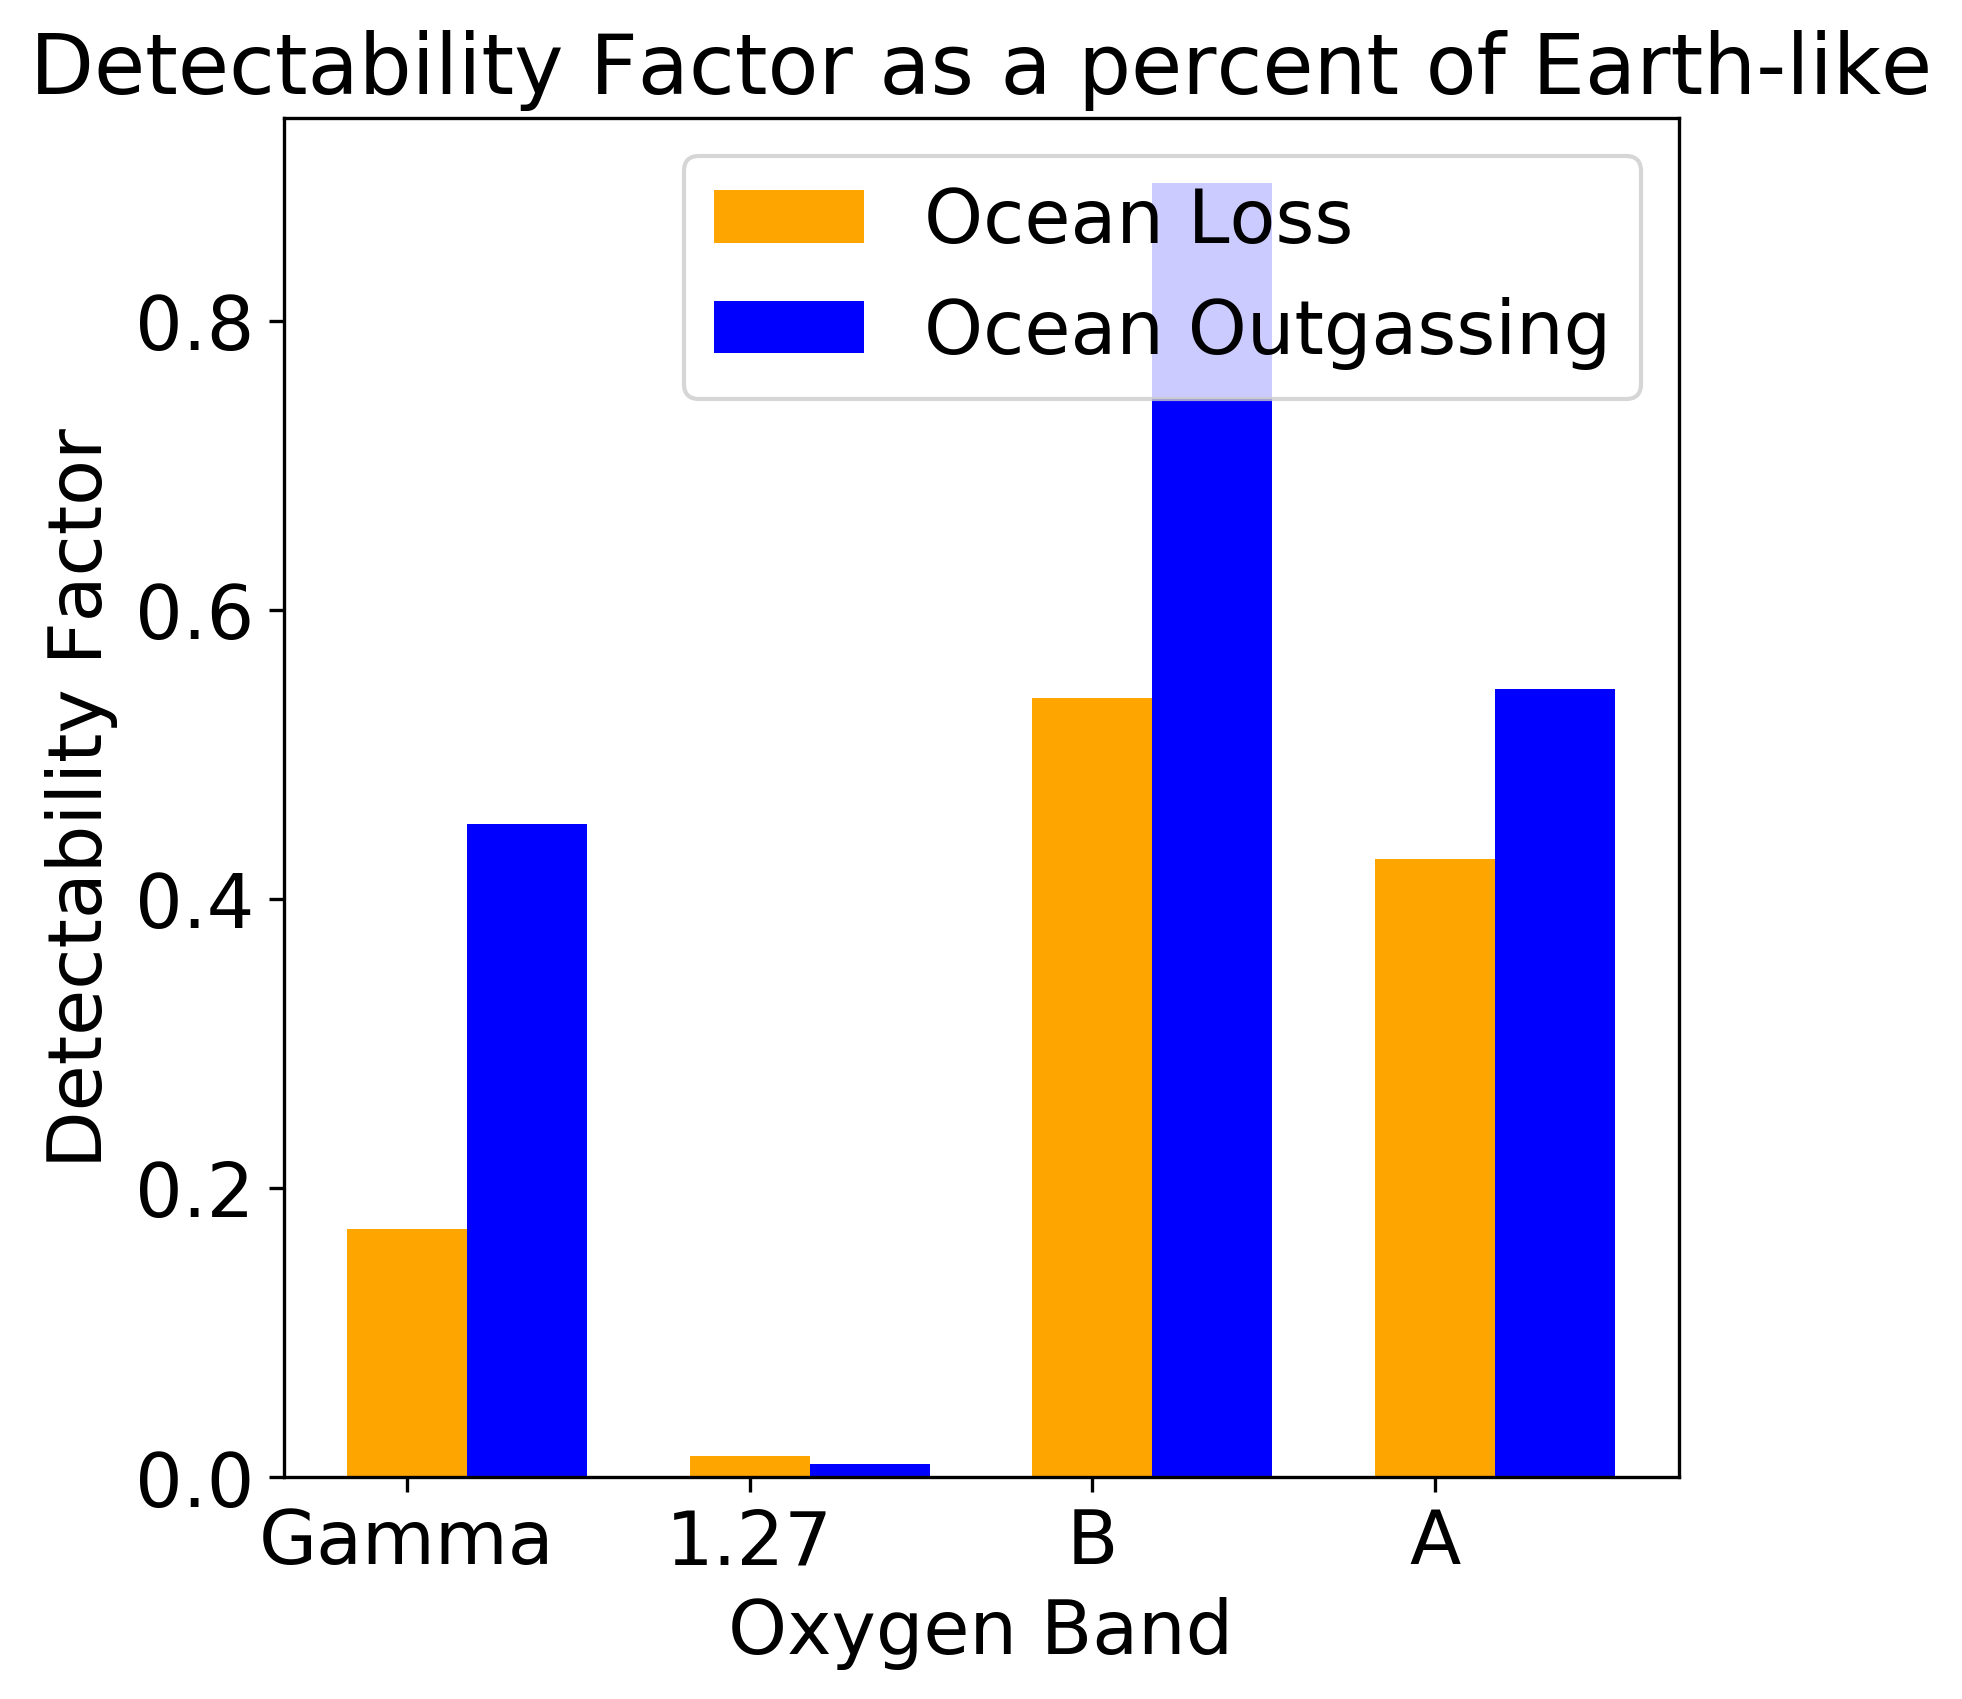 Detectability Factor as a percent of Earth-like
Ocean Loss
Ocean Outgassing
Detectability Factor
0.8
0.6
0.4
0.2
0.0
Gamma 1.27 B A
Oxygen Band